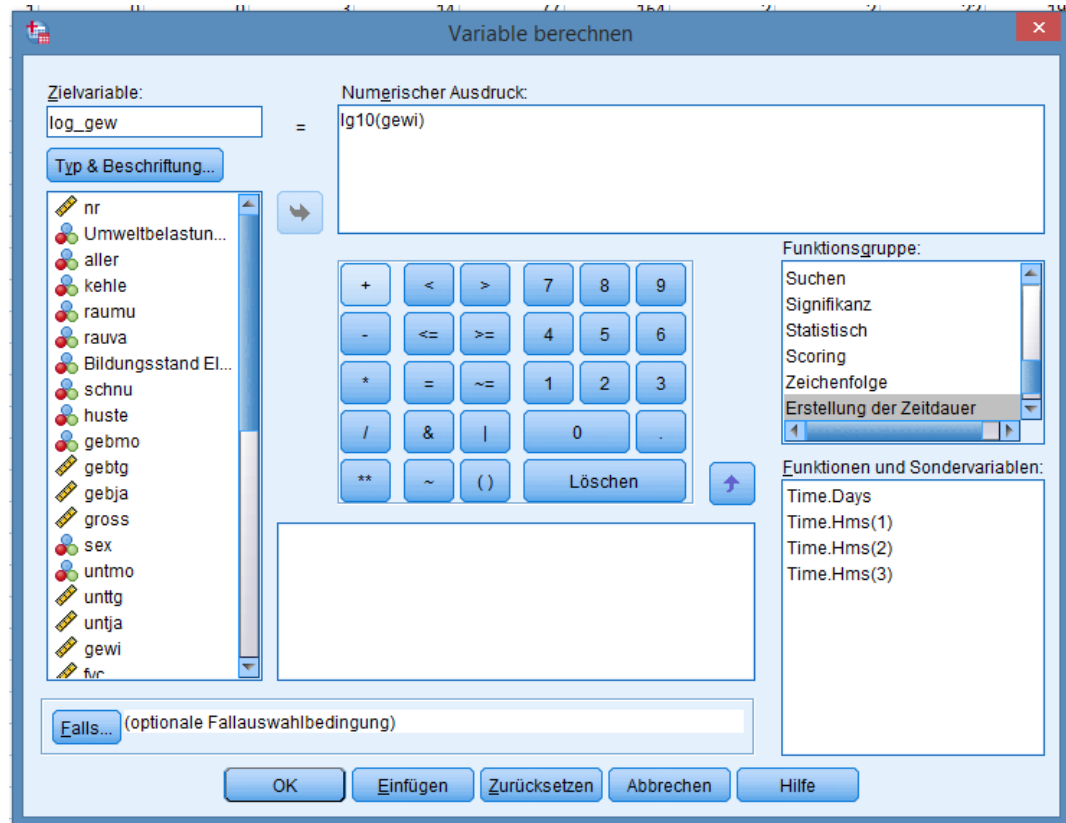 Variable berechnen
Zielvariable:
log_gew
=
Numerischer Ausdruck:
lg10(gewi)
Typ & Beschriftung...
nr
Umweltbelastun...
aller
kehle
raumu
rauva
Bildungsstand El...
schnu
huste
gebmo
gebtg
gebja
gross
sex
untmo
unttg
untja
gewi
fvc
+ < > 7 8 9
- <= >= 4 5 6
* = ~= 1 2 3
/ & | 0 .
** ~ ( ) Löschen
Funktionsgruppe:
Suchen
Signifikanz
Statistisch
Scoring
Zeichenfolge
Erstellung der Zeitdauer
Funktionen und Sondervariablen:
Time.Days
Time.Hms(1)
Time.Hms(2)
Time.Hms(3)
Falls... (optionale Fallauswahlbedingung)
OK Einfügen Zurücksetzen Abbrechen Hilfe